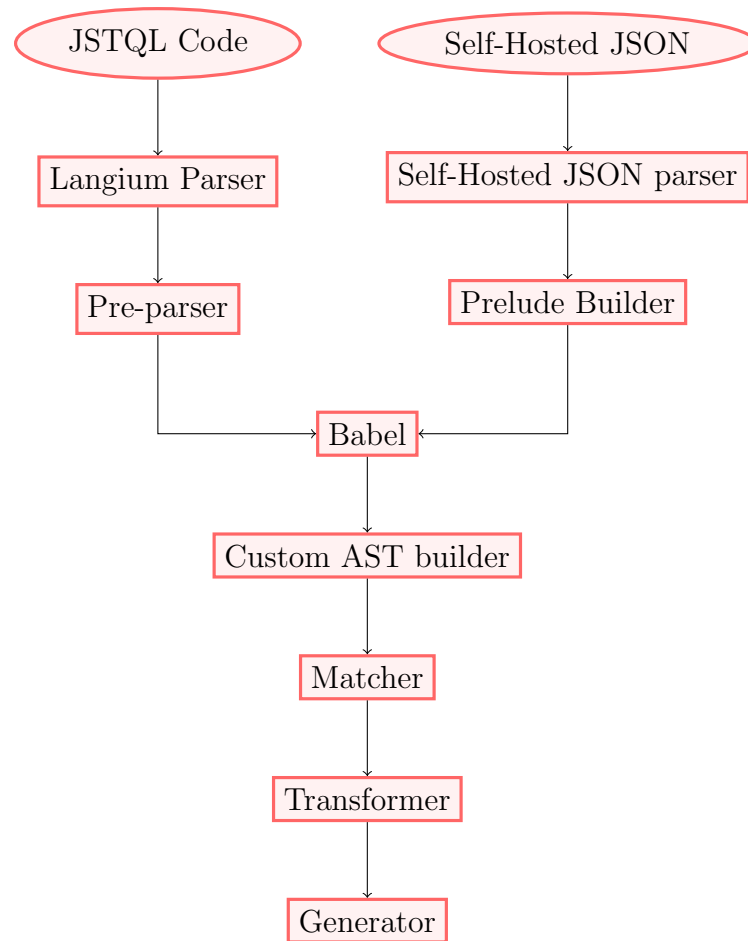 JSTQL Code
Self-Hosted JSON
Langium Parser
Self-Hosted JSON parser
Pre-parser
Prelude Builder
Babel
Custom AST builder
Matcher
Transformer
Generator